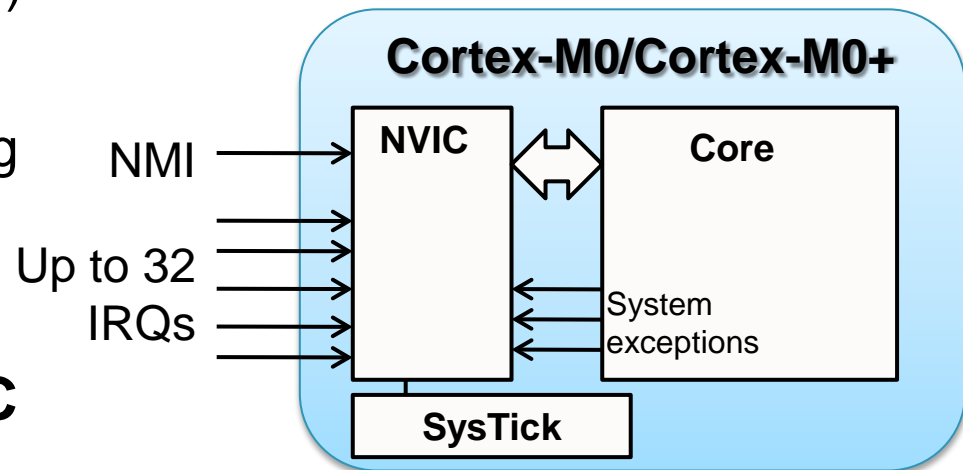 )
Cortex-M0/Cortex-M0+
NVIC
Core
g
NMI
Up to 32
IRQs
System
exceptions
C
SysTick